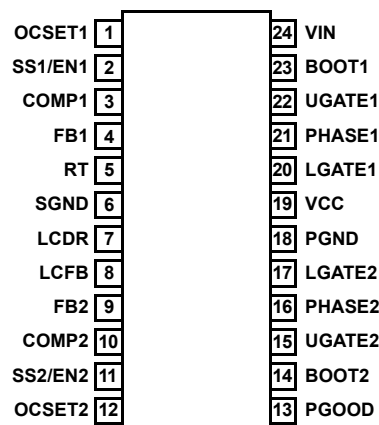 OCSET1 1 24 VIN
SS1/EN1 2 23 BOOT1
COMP1 3 22 UGATE1
FB1 4 21 PHASE1
RT 5 20 LGATE1
SGND 6 19 VCC
LCDR 7 18 PGND
LCFB 8 17 LGATE2
FB2 9 16 PHASE2
COMP2 10 15 UGATE2
SS2/EN2 11 14 BOOT2
OCSET2 12 13 PGOOD